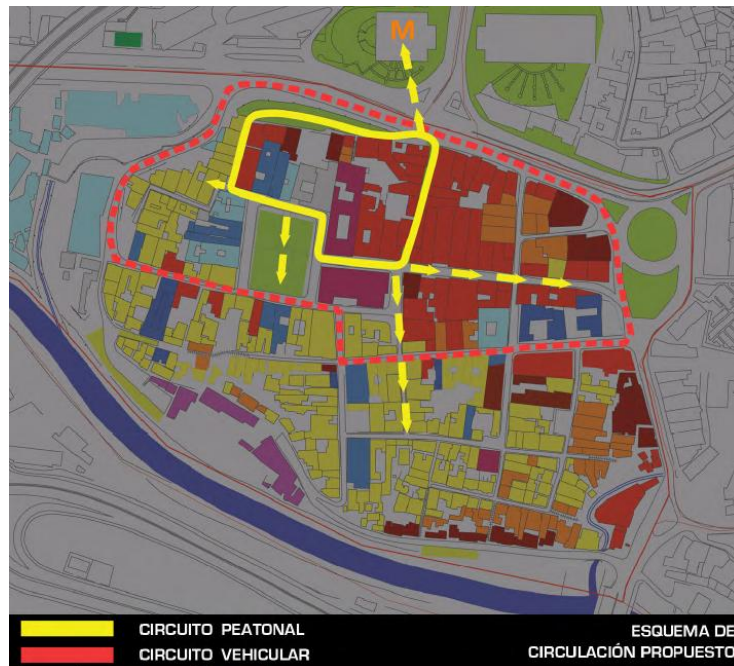 M
CIRCUITO PEATONAL
CIRCUITO VEHICULAR
ESQUEMA DE
CIRCULACIÓN PROPUESTO